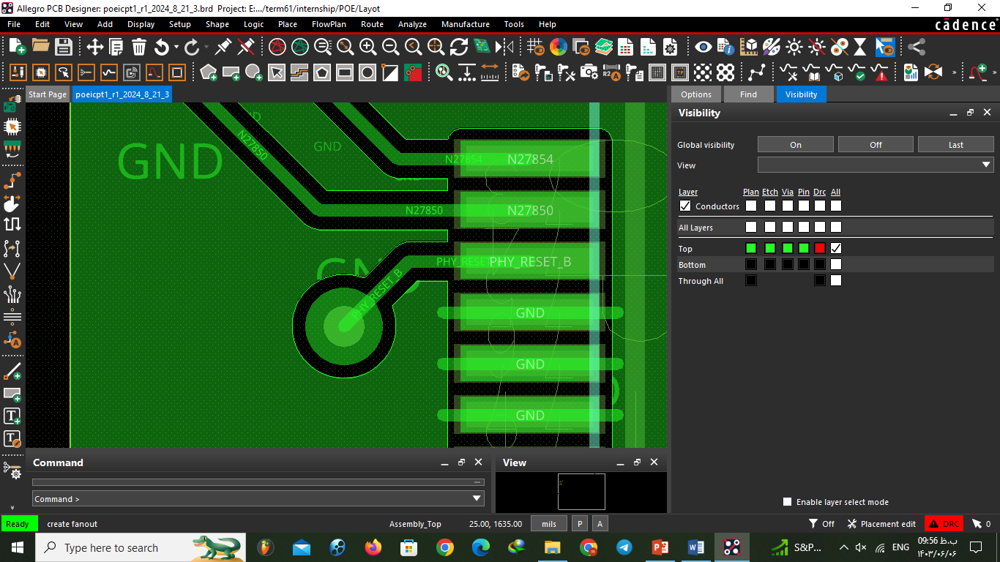 Allegro PCB Designer: poeicpt1_r1_2024_8_21_3.brd Project: E:.../term61/internship/POE/Layot
File Edit View Add Display Setup Shape Logic Place FlowPlan Route Analyze Manufacture Tools Help
cādence
Start Page poeicpt1_r1_2024_8_21_3
Options Find Visibility
Visibility
Global visibility On Off Last
View
Layer Plan Etch Via Pin Drc All
Conductors
All Layers
Top
Bottom
Through All
Enable layer select mode
GND
GND
N27850
GND
N27854 N27854
N27850 N27850
PHY_RESET_B
PHY_RESET_B
GND
GND
GND
Command
Command >
View
Ready create fanout Assembly_Top 25.00, 1635.00 mils P A Off Placement edit DRC 0
Type here to search
S&P... ENG
09:56 ب.ظ
۱۴۰۳/۰۶/۰۶